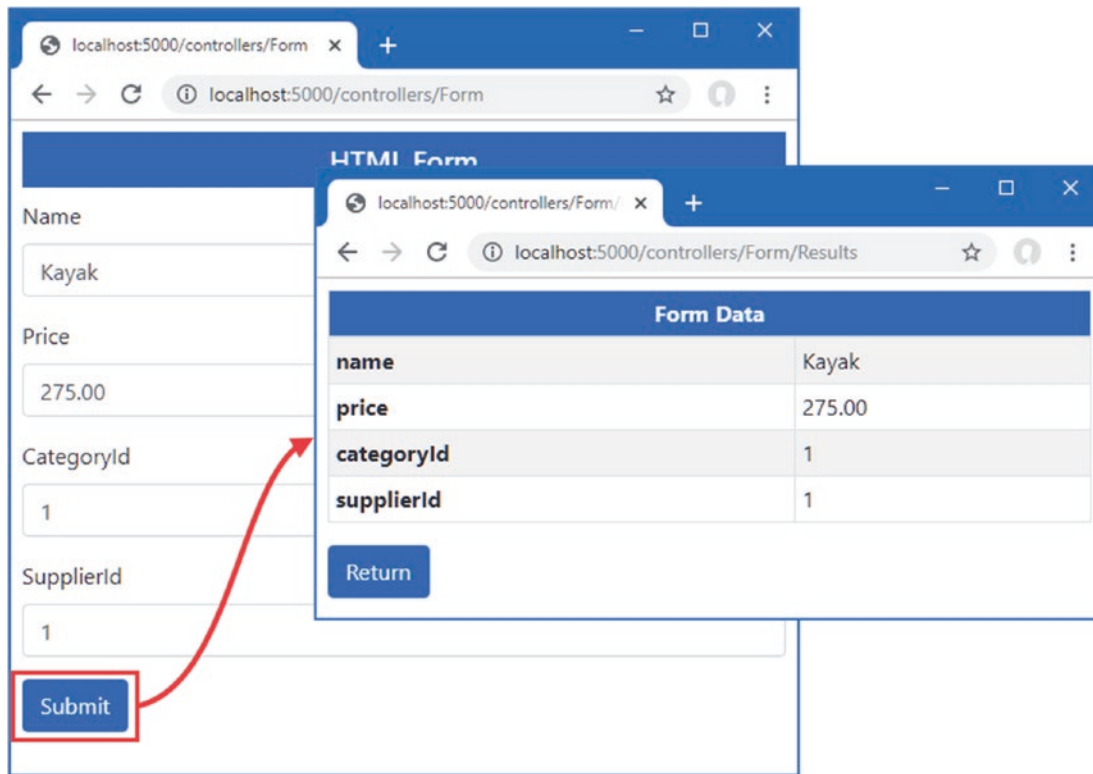 localhost:5000/controllers/Form
localhost:5000/controllers/Form
HTML Form
Name
Kayak
Price
275.00
CategoryId
1
SupplierId
1
Submit
localhost:5000/controllers/Form/
localhost:5000/controllers/Form/Results
Form Data
name Kayak
price 275.00
categoryId 1
supplierId 1
Return